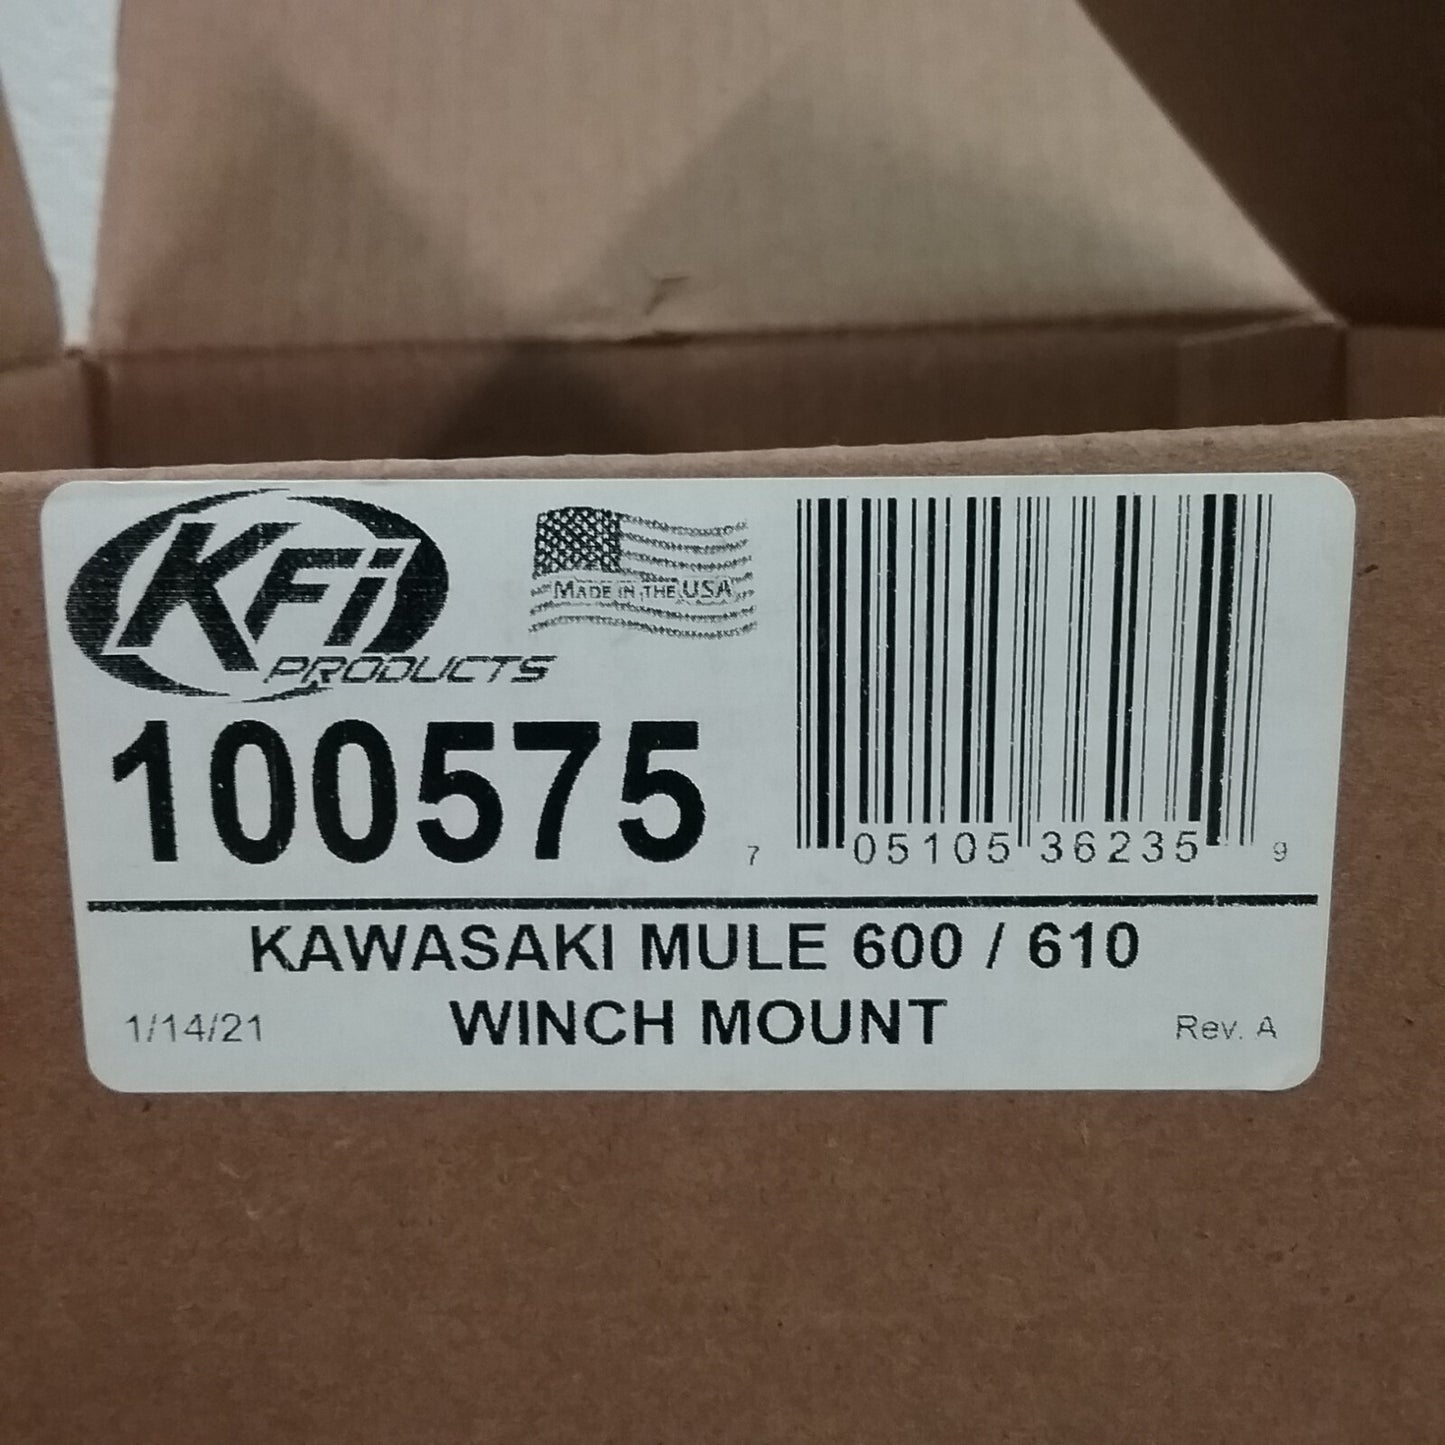 KFi
PRODUCTS
MADE IN THE USA
100575
7 05105 36235 9
KAWASAKI MULE 600 / 610
WINCH MOUNT
1/14/21
Rev. A